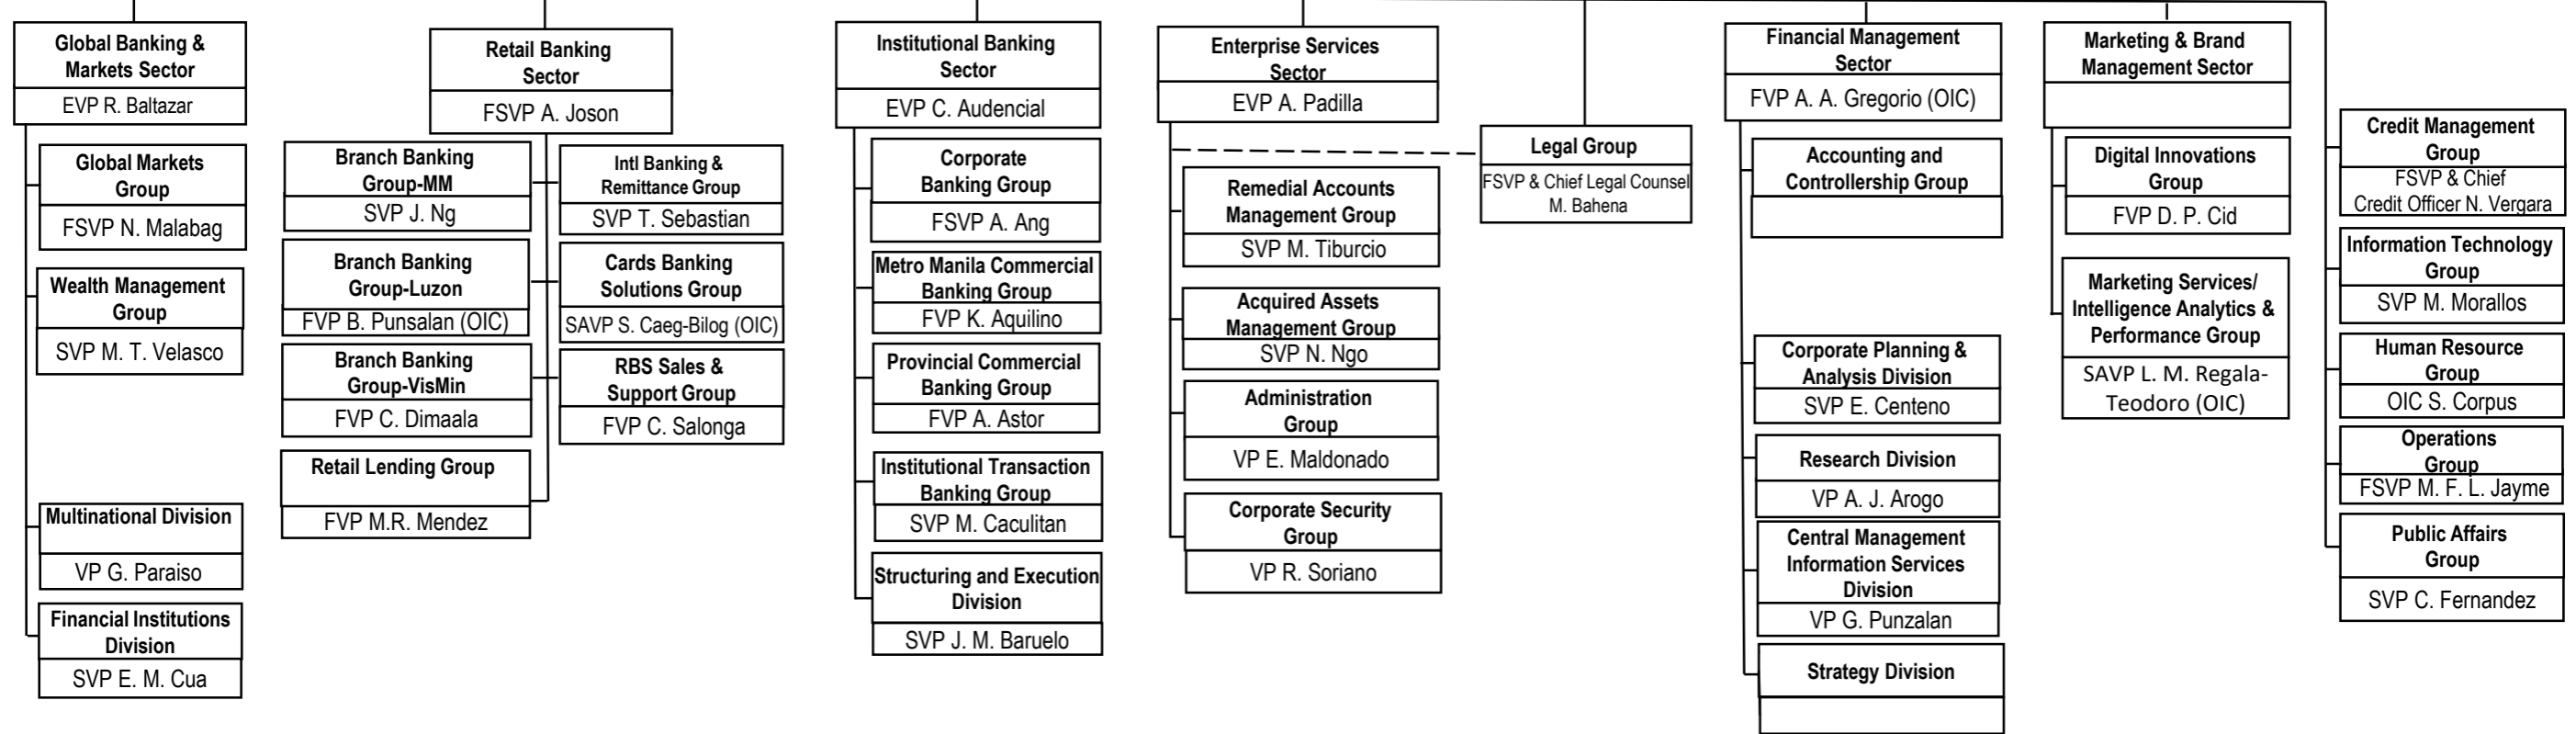 Global Banking &
Markets Sector
EVP R. Baltazar
Global Markets
Group
FSVP N. Malabag
Wealth Management
Group
SVP M. T. Velasco
Multinational Division
VP G. Paraiso
Financial Institutions
Division
SVP E. M. Cua
Retail Banking
Sector
FSVP A. Joson
Branch Banking
Group-MM
SVP J. Ng
Branch Banking
Group-Luzon
FVP B. Punsalan (OIC)
Branch Banking
Group-VisMin
FVP C. Dimaala
Retail Lending Group
FVP M.R. Mendez
Intl Banking &
Remittance Group
SVP T. Sebastian
Cards Banking
Solutions Group
SAVP S. Caeg-Bilog (OIC)
RBS Sales &
Support Group
FVP C. Salonga
Institutional Banking
Sector
EVP C. Audencial
Corporate
Banking Group
FSVP A. Ang
Metro Manila Commercial
Banking Group
FVP K. Aquilino
Provincial Commercial
Banking Group
FVP A. Astor
Institutional Transaction
Banking Group
SVP M. Caculitan
Structuring and Execution
Division
SVP J. M. Baruelo
Enterprise Services
Sector
EVP A. Padilla
Remedial Accounts
Management Group
SVP M. Tiburcio
Acquired Assets
Management Group
SVP N. Ngo
Administration
Group
VP E. Maldonado
Corporate Security
Group
VP R. Soriano
Legal Group
FSVP & Chief Legal Counsel
M. Bahena
Financial Management
Sector
FVP A. A. Gregorio (OIC)
Accounting and
Controllership Group
Corporate Planning &
Analysis Division
SVP E. Centeno
Research Division
VP A. J. Arogo
Central Management
Information Services
Division
VP G. Punzalan
Strategy Division
Marketing & Brand
Management Sector
Digital Innovations
Group
FVP D. P. Cid
Marketing Services/
Intelligence Analytics &
Performance Group
SAVP L. M. Regala-
Teodoro (OIC)
Credit Management
Group
FSVP & Chief
Credit Officer N. Vergara
Information Technology
Group
SVP M. Morallos
Human Resource
Group
OIC S. Corpus
Operations
Group
FSVP M. F. L. Jayme
Public Affairs
Group
SVP C. Fernandez